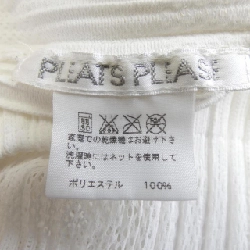 PLEATS PLEASE
家庭での乾燥機はお避け下
さい。
洗濯時にはネットを使用して
下さい。
ポリエステル 100%